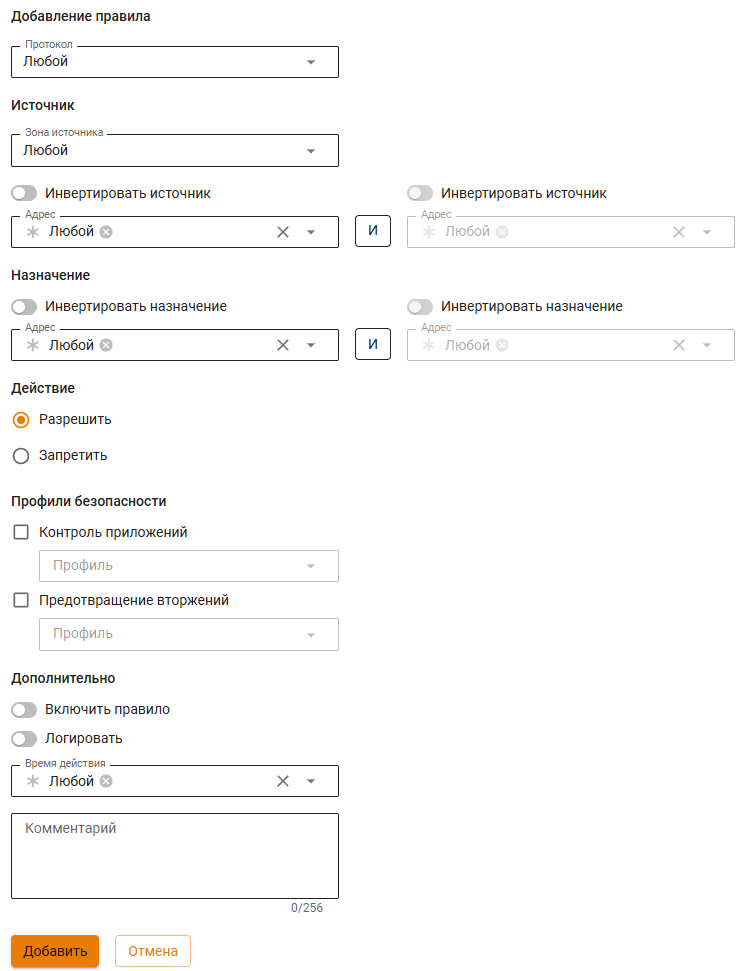 Добавление правила
Протокол
Любой
Источник
Зона источника
Любой
Инвертировать источник Инвертировать источник
Адрес Адрес
Любой И Любой
Назначение
Инвертировать назначение Инвертировать назначение
Адрес Адрес
Любой И Любой
Действие
Разрешить
Запретить
Профили безопасности
Контроль приложений
Профиль
Предотвращение вторжений
Профиль
Дополнительно
Включить правило
Логировать
Время действия
Любой
Комментарий
0/256
Добавить Отмена